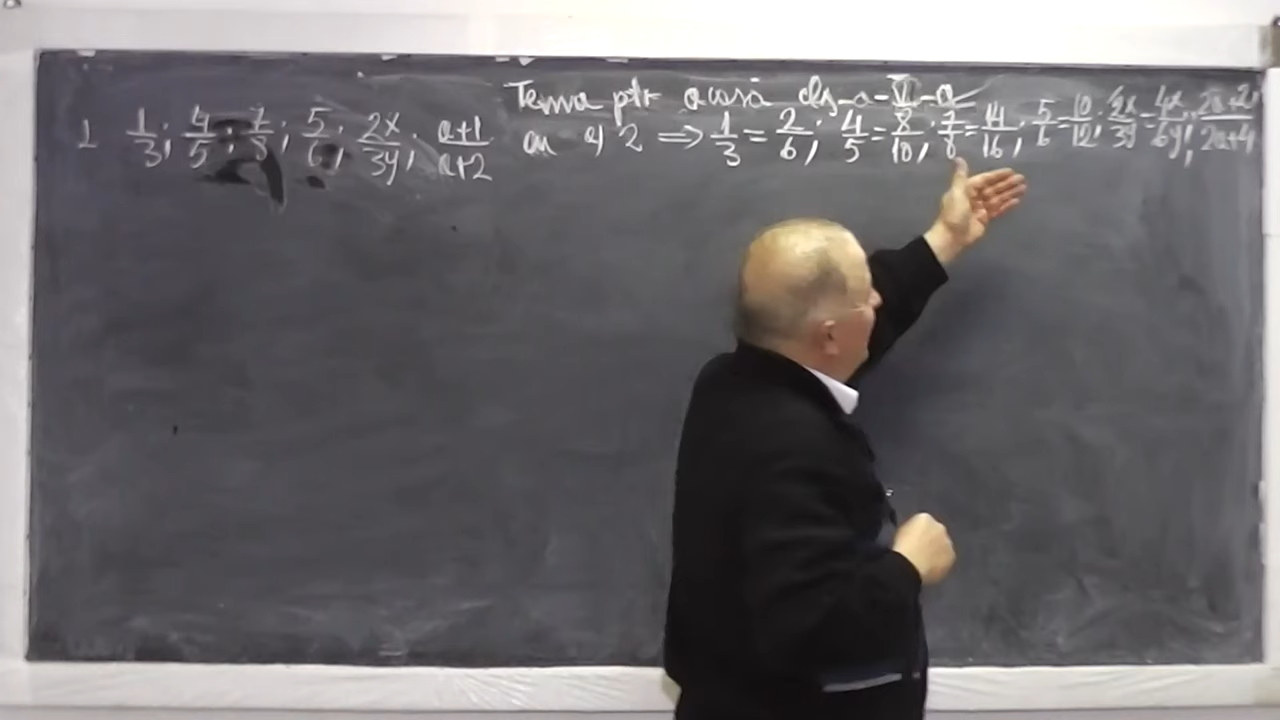 Tema ptr acasă cls a V a
1 1/3; 4/5; 7/8; 5/6; 2x/3y; a+1/a+2 am a) 2 ⇒ 1/3 = 2/6; 4/5 = 8/10; 7/8 = 14/16; 5/6 = 10/12; 2x/3y = 4x/6y; 2a+2/2a+4